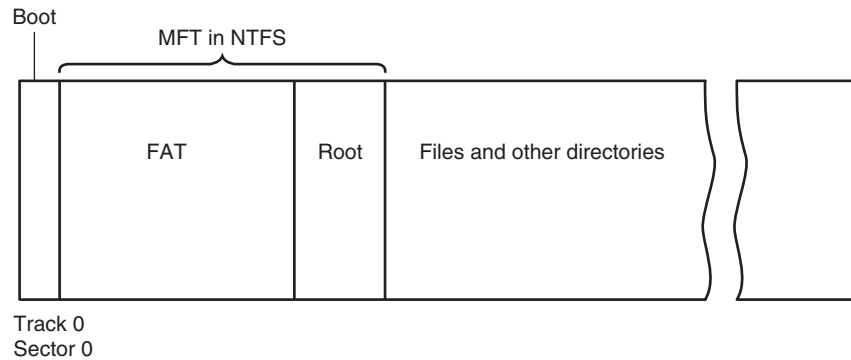 Boot
MFT in NTFS
FAT
Root
Files and other directories
Track 0
Sector 0